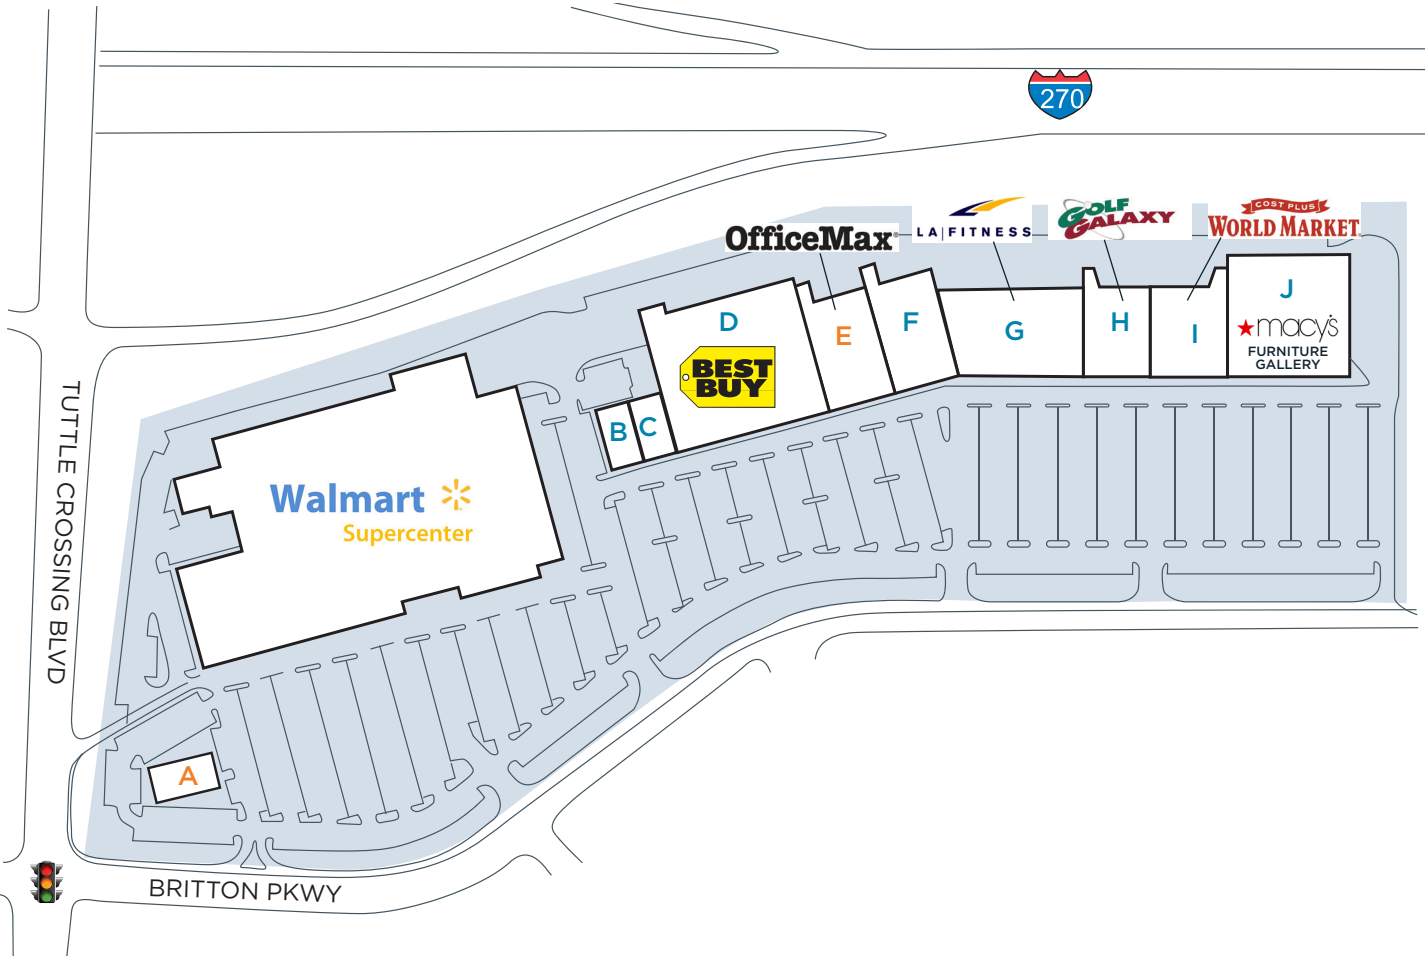 270
COST PLUS
WORLD MARKET
LA FITNESS
GOLF
GALAXY
OfficeMax®
D
E
F
G
H
I
J
macy's
FURNITURE
GALLERY
BEST
BUY
B
C
Walmart
Supercenter
TUTTLE CROSSING BLVD
A
BRITTON PKWY